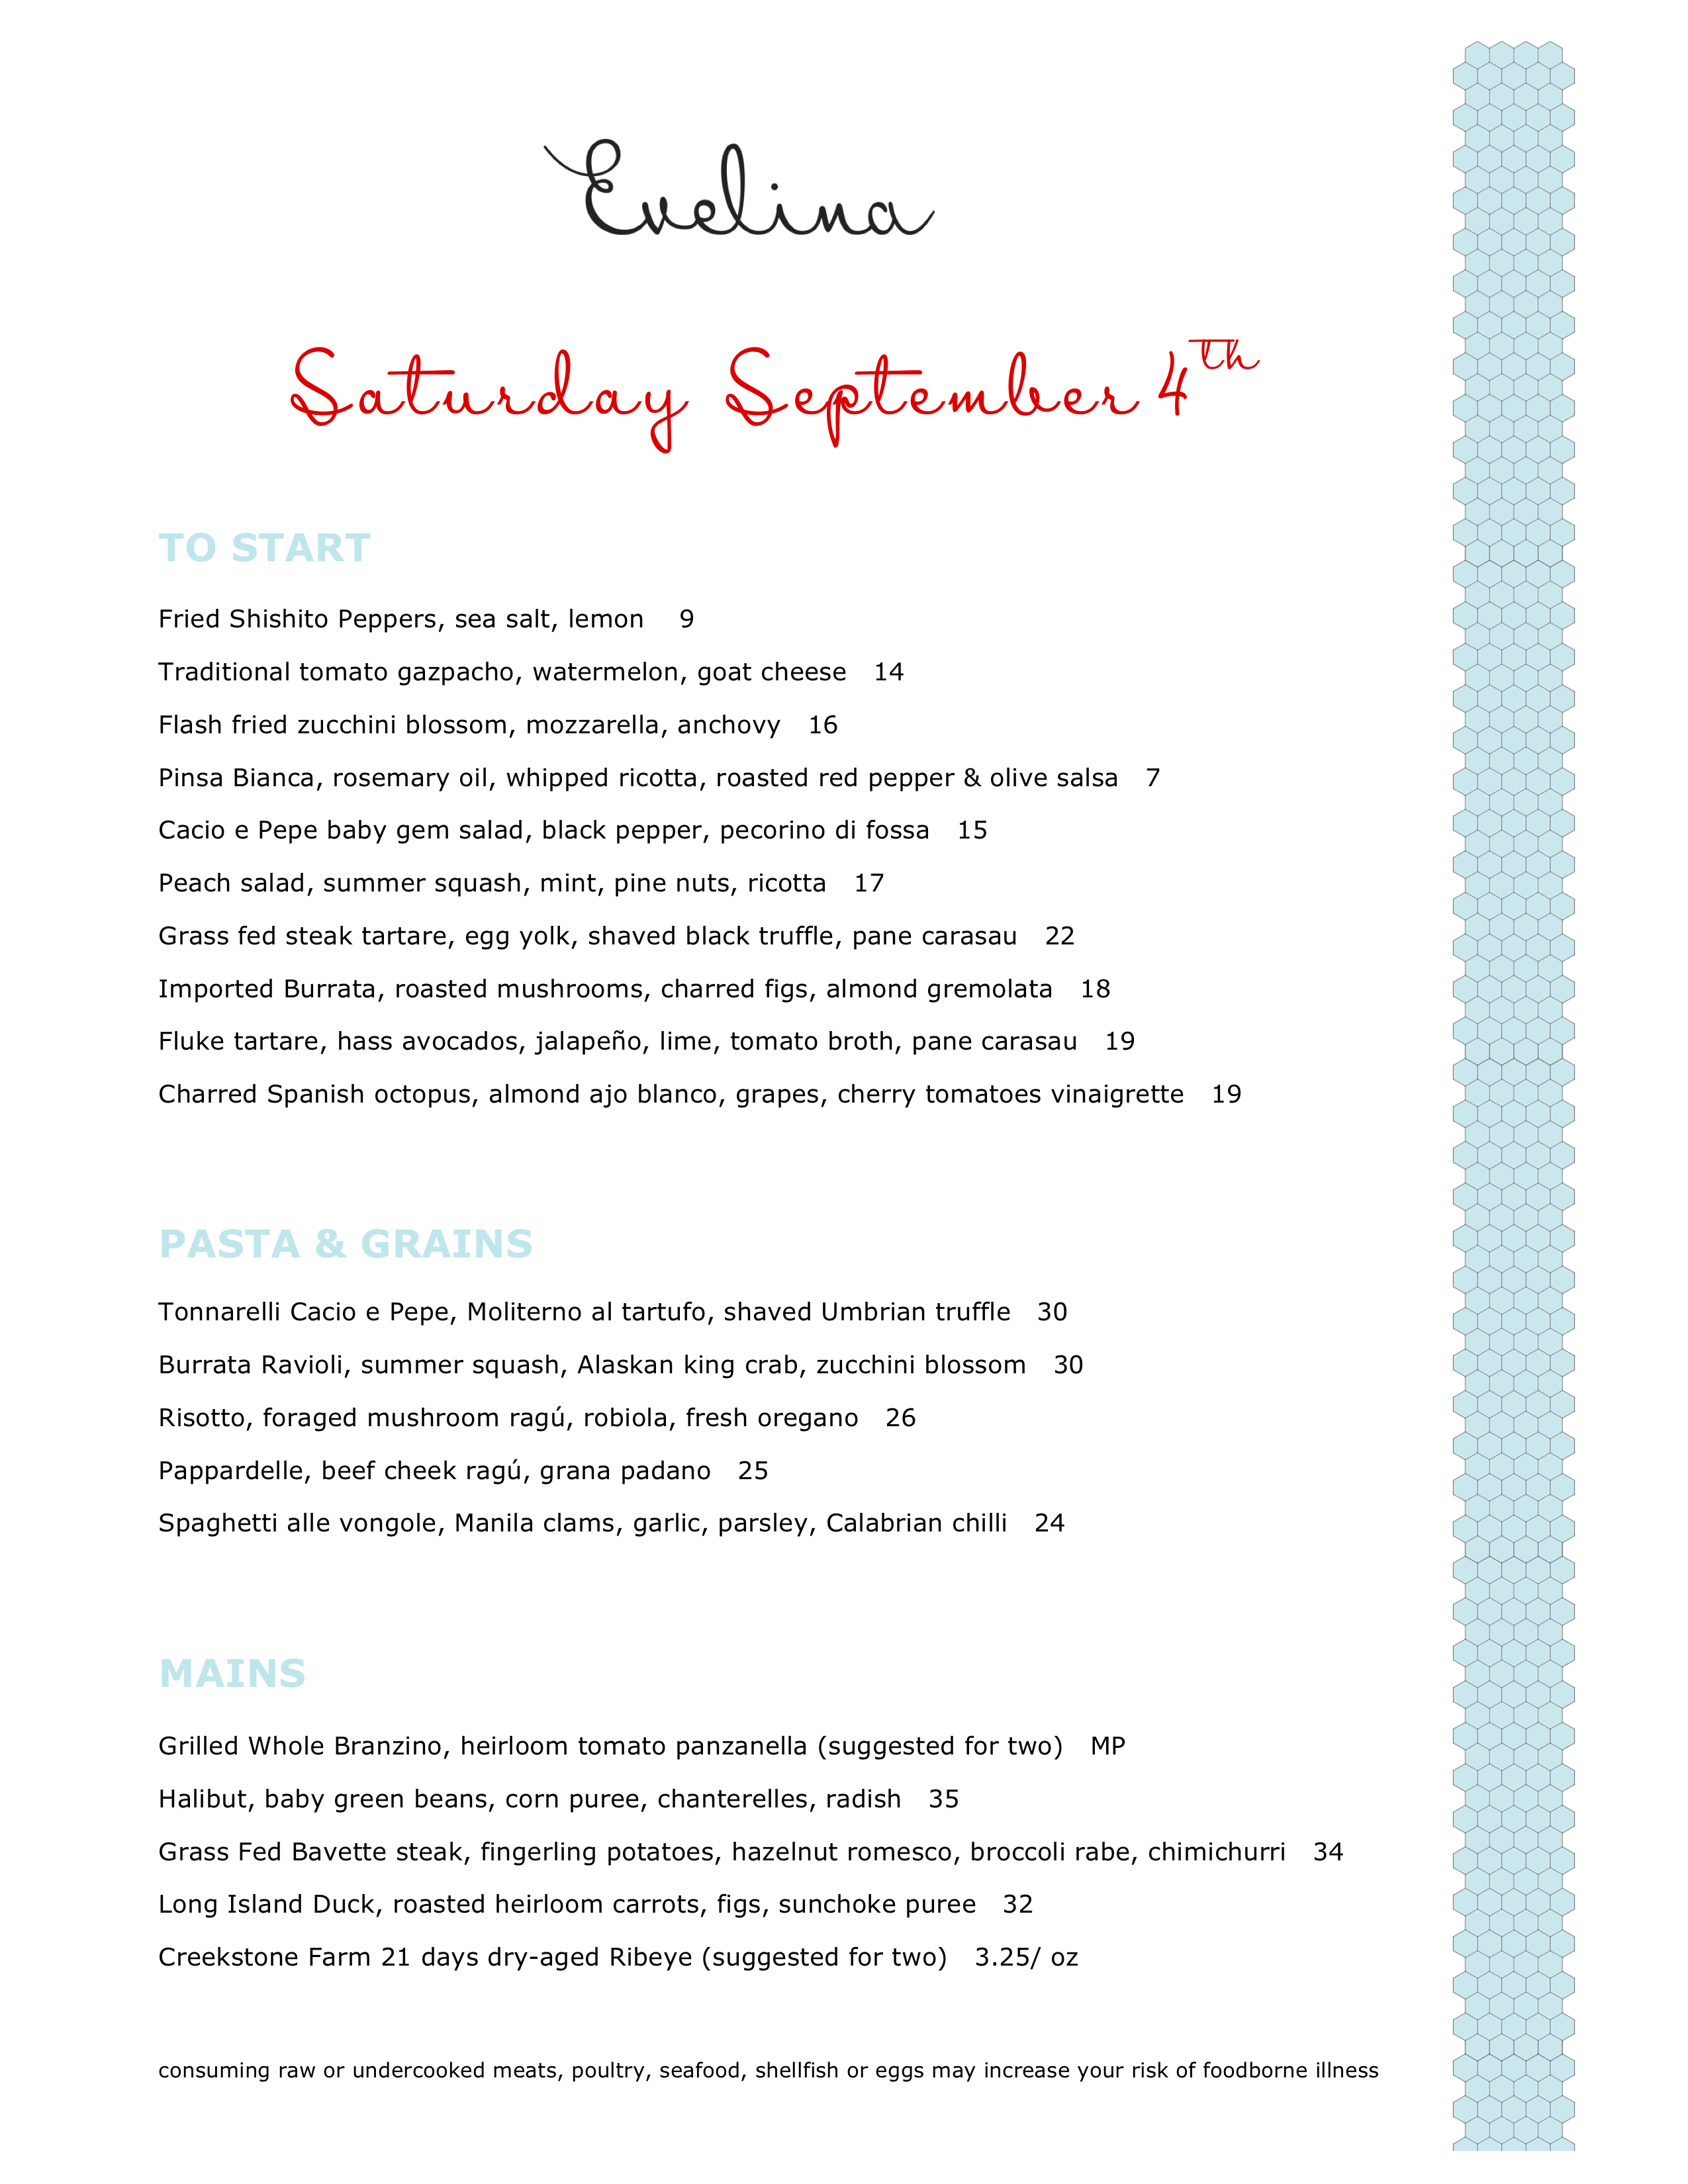 Evelina
Saturday September 4th
TO START
Fried Shishito Peppers, sea salt, lemon 9
Traditional tomato gazpacho, watermelon, goat cheese 14
Flash fried zucchini blossom, mozzarella, anchovy 16
Pinsa Bianca, rosemary oil, whipped ricotta, roasted red pepper & olive salsa 7
Cacio e Pepe baby gem salad, black pepper, pecorino di fossa 15
Peach salad, summer squash, mint, pine nuts, ricotta 17
Grass fed steak tartare, egg yolk, shaved black truffle, pane carasau 22
Imported Burrata, roasted mushrooms, charred figs, almond gremolata 18
Fluke tartare, hass avocados, jalapeño, lime, tomato broth, pane carasau 19
Charred Spanish octopus, almond ajo blanco, grapes, cherry tomatoes vinaigrette 19
PASTA & GRAINS
Tonnarelli Cacio e Pepe, Moliterno al tartufo, shaved Umbrian truffle 30
Burrata Ravioli, summer squash, Alaskan king crab, zucchini blossom 30
Risotto, foraged mushroom ragú, robiola, fresh oregano 26
Pappardelle, beef cheek ragú, grana padano 25
Spaghetti alle vongole, Manila clams, garlic, parsley, Calabrian chilli 24
MAINS
Grilled Whole Branzino, heirloom tomato panzanella (suggested for two) MP
Halibut, baby green beans, corn puree, chanterelles, radish 35
Grass Fed Bavette steak, fingerling potatoes, hazelnut romesco, broccoli rabe, chimichurri 34
Long Island Duck, roasted heirloom carrots, figs, sunchoke puree 32
Creekstone Farm 21 days dry-aged Ribeye (suggested for two) 3.25/ oz
consuming raw or undercooked meats, poultry, seafood, shellfish or eggs may increase your risk of foodborne illness